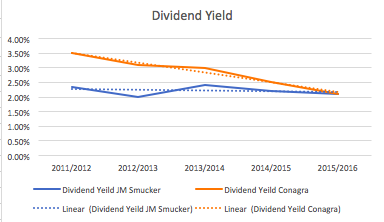 Dividend Yield
4.00%
3.50%
3.00%
2.50%
2.00%
1.50%
1.00%
0.50%
0.00%
2011/2012 2012/2013 2013/2014 2014/2015 2015/2016
Dividend Yeild JM Smucker Dividend Yeild Conagra
Linear (Dividend Yeild JM Smucker) Linear (Dividend Yeild Conagra)